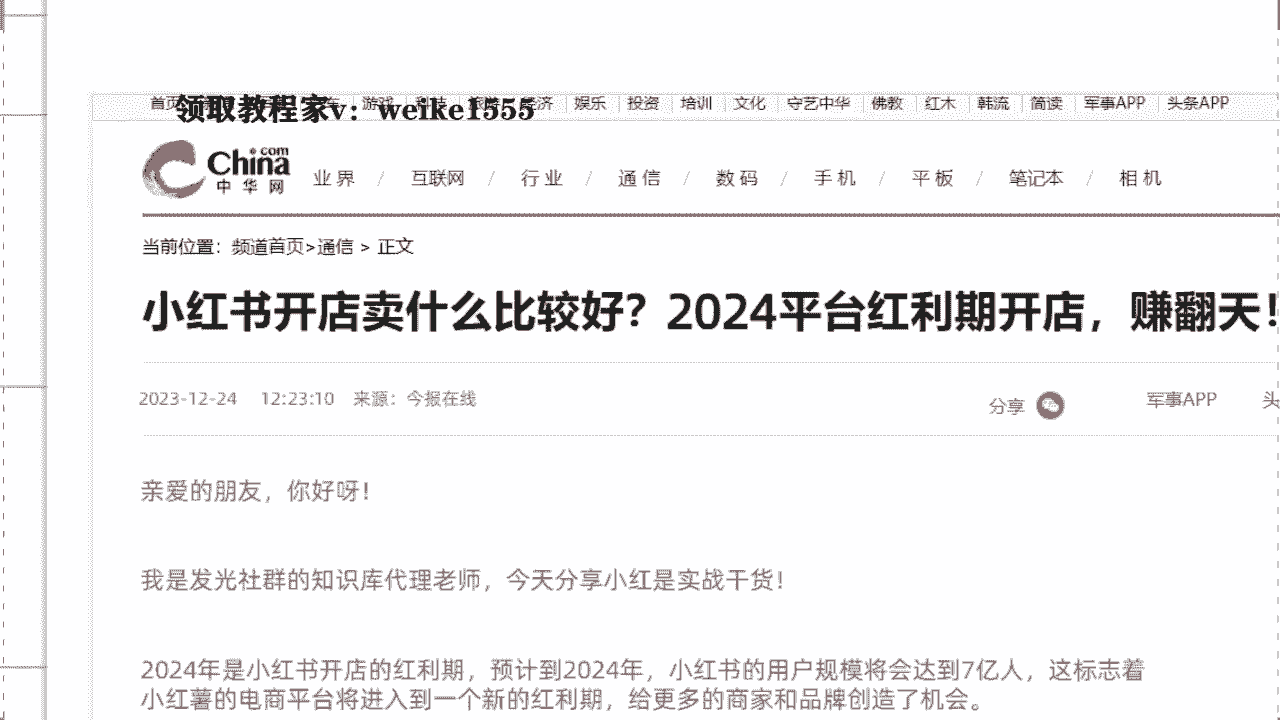 领取教程家v：weike1555
首页 游戏 科技 旅游 经济 娱乐 投资 培训 文化 守艺中华 佛教 红木 韩流 简读 军事APP 头条APP
China.com 中华网 业界 / 互联网 / 行业 / 通信 / 数码 / 手机 / 平板 / 笔记本 / 相机
当前位置：频道首页>通信 > 正文
小红书开店卖什么比较好？2024平台红利期开店，赚翻天！
2023-12-24 12:23:10 来源：今报在线 分享 军事APP 头
亲爱的朋友，你好呀！
我是发光社群的知识库代理老师，今天分享小红是实战干货！
2024年是小红书开店的红利期，预计到2024年，小红书的用户规模将会达到7亿人，这标志着
小红薯的电商平台将进入到一个新的红利期，给更多的商家和品牌创造了机会。